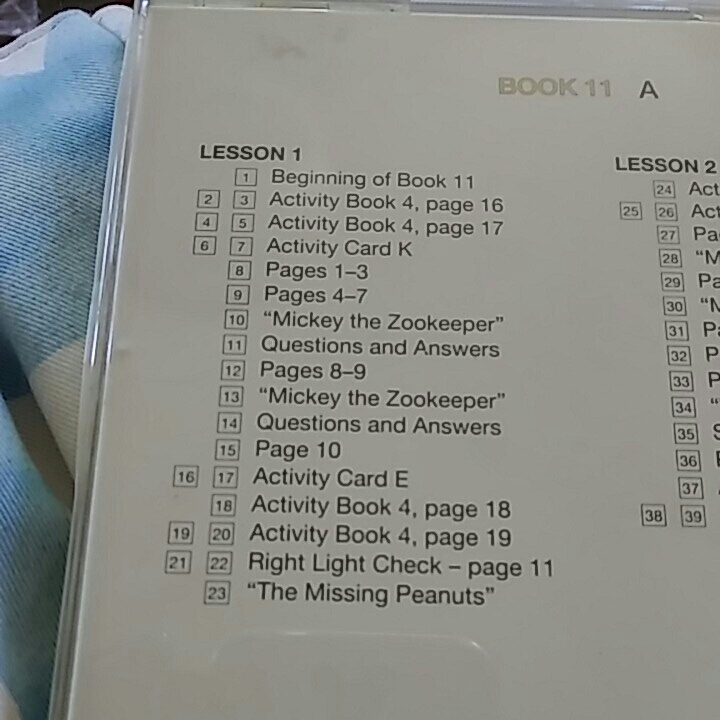 BOOK 11 A
LESSON 1
1 Beginning of Book 11
2 3 Activity Book 4, page 16
4 5 Activity Book 4, page 17
6 7 Activity Card K
8 Pages 1–3
9 Pages 4–7
10 “Mickey the Zookeeper”
11 Questions and Answers
12 Pages 8–9
13 “Mickey the Zookeeper”
14 Questions and Answers
15 Page 10
16 17 Activity Card E
18 Activity Book 4, page 18
19 20 Activity Book 4, page 19
21 22 Right Light Check – page 11
23 “The Missing Peanuts”
LESSON 2
24 Act
25 26 Act
27 Pa
28 “M
29 Pa
30
31 Pa
32 P
33 P
34 “
35 S
36
37
38 39